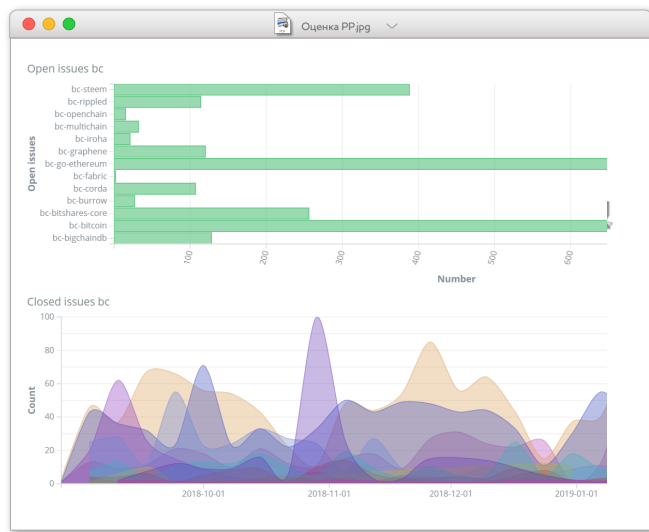 Оценка PP.jpg
Open issues bc
bc-steem
bc-rippled
bc-openchain
bc-multichain
bc-iroha
bc-graphene
bc-go-ethereum
bc-fabric
bc-corda
bc-burrow
bc-bitshares-core
bc-bitcoin
bc-bigchaindb
Open issues
100
200
300
400
500
600
Number
Closed issues bc
100
80
60
40
20
0
Count
2018-10-01
2018-11-01
2018-12-01
2019-01-01